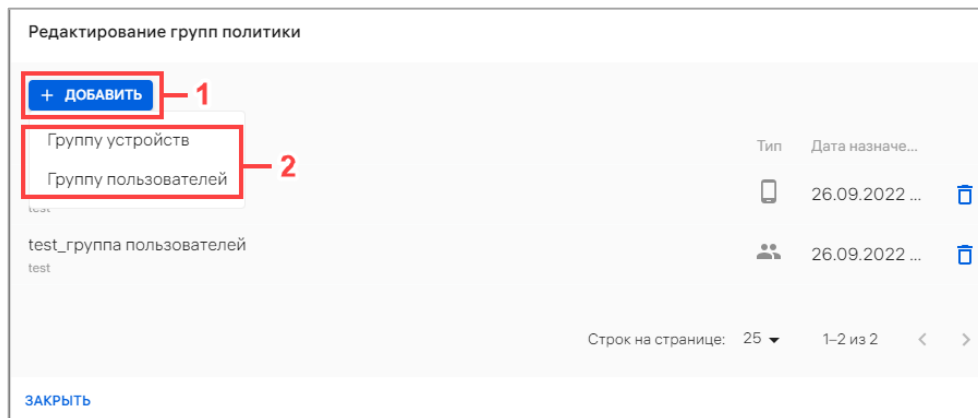 Редактирование групп политики
+ ДОБАВИТЬ
1
Группу устройств
Группу пользователей
2
Тип Дата назначе...
test
26.09.2022 ...
test_группа пользователей
test
26.09.2022 ...
Строк на странице: 25 1–2 из 2
ЗАКРЫТЬ